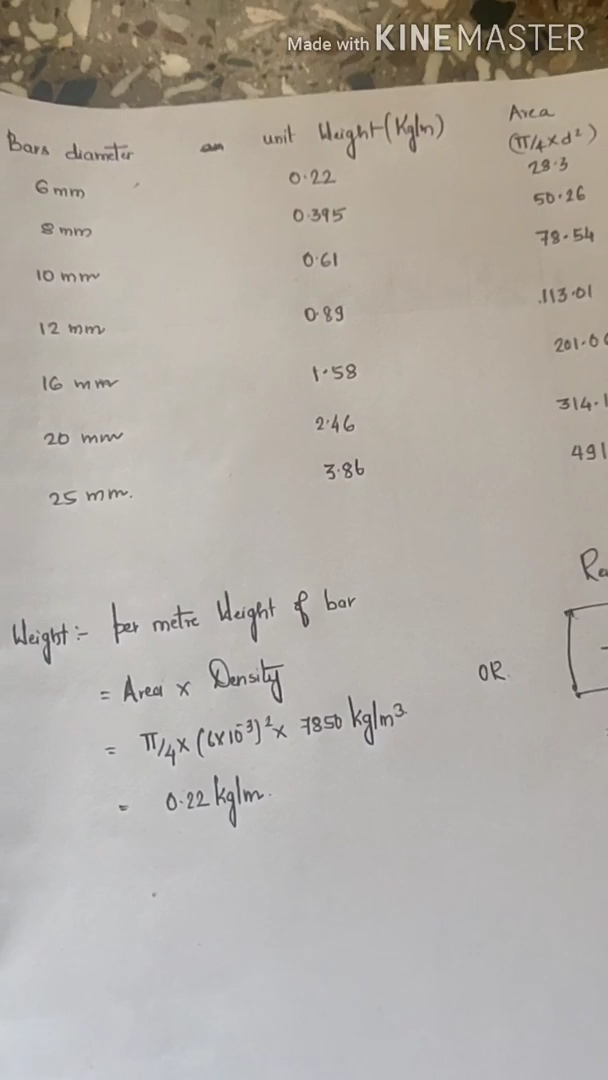 Made with KINEMASTER
Bars diameter unit Weight (Kg/m) Area (π/4×d²)
6mm 0.22 28.3
8mm 0.395 50.26
10 mm 0.61 78.54
12 mm 0.89 113.01
16 mm 1.58 201.0
20 mm 2.46 314.1
25 mm. 3.86 491
Weight:- per metre Weight of bar
= Area × Density
= π/4× (6×10⁻³)²× 7850 kg/m³
= 0.22 kg/m.
OR